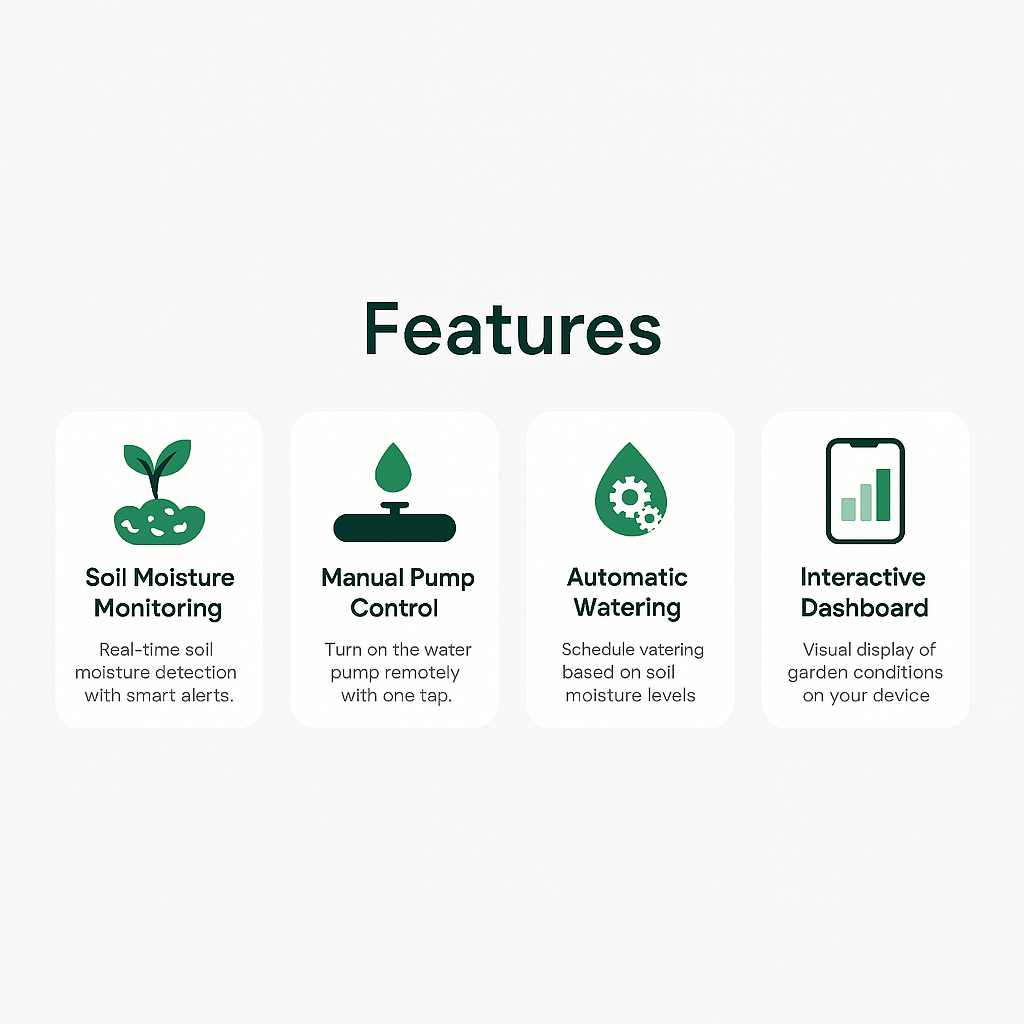 Features
Soil Moisture
Monitoring
Real-time soil
moisture detection
with smart alerts.
Manual Pump
Control
Turn on the water
pump remotely
with one tap.
Automatic
Watering
Schedule vatering
based on soil
moisture levels
Interactive
Dashboard
Visual display of
garden conditions
on your device